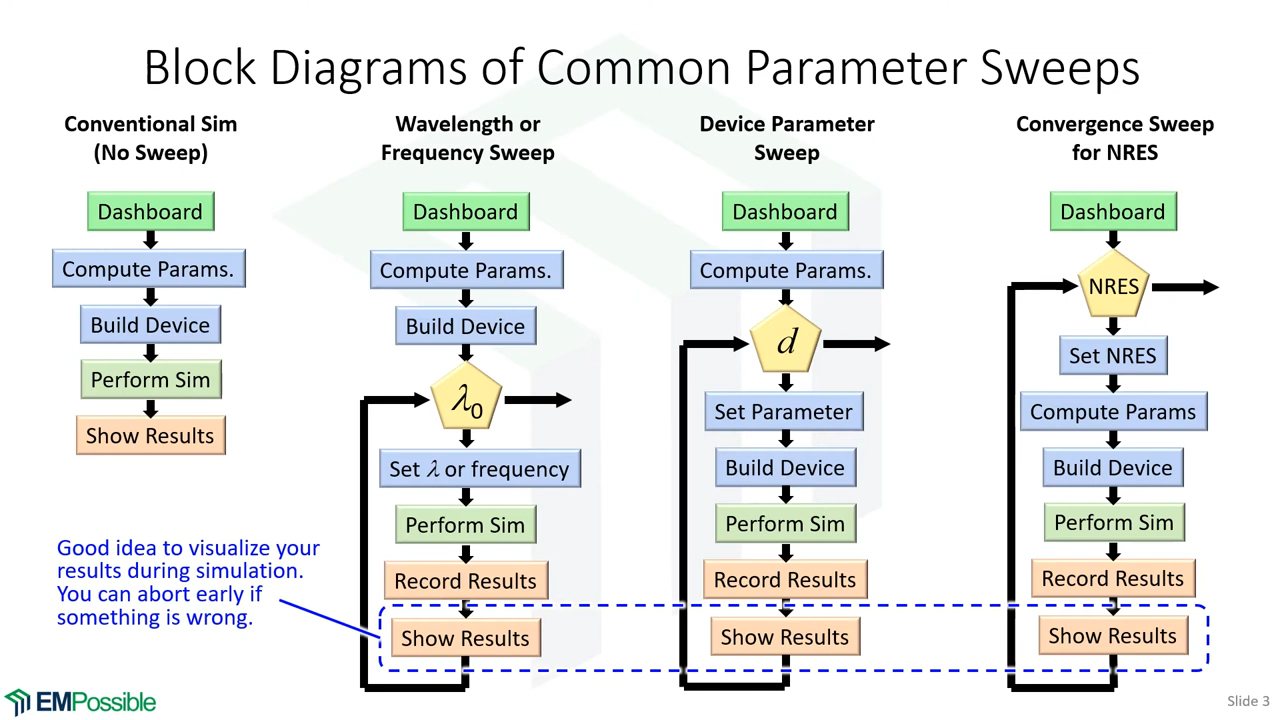 Block Diagrams of Common Parameter Sweeps
Conventional Sim
(No Sweep)
Dashboard
Compute Params.
Build Device
Perform Sim
Show Results
Wavelength or
Frequency Sweep
Dashboard
Compute Params.
Build Device
λ0
Set λ or frequency
Perform Sim
Record Results
Show Results
Device Parameter
Sweep
Dashboard
Compute Params.
d
Set Parameter
Build Device
Perform Sim
Record Results
Show Results
Convergence Sweep
for NRES
Dashboard
NRES
Set NRES
Compute Params
Build Device
Perform Sim
Record Results
Show Results
Good idea to visualize your
results during simulation.
You can abort early if
something is wrong.
EMPossible
Slide 3